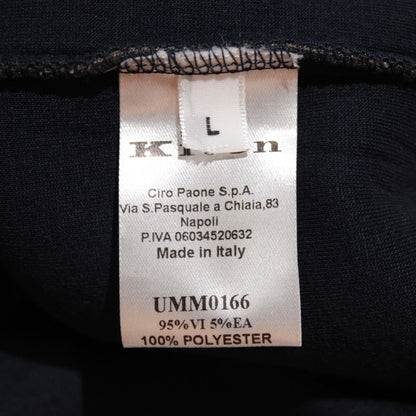 L
Ciro Paone S.p.A.
Via S.Pasquale a Chiaia,83
Napoli
P.IVA 06034520632
Made in Italy
UMM0166
95%VI 5%EA
100% POLYESTER